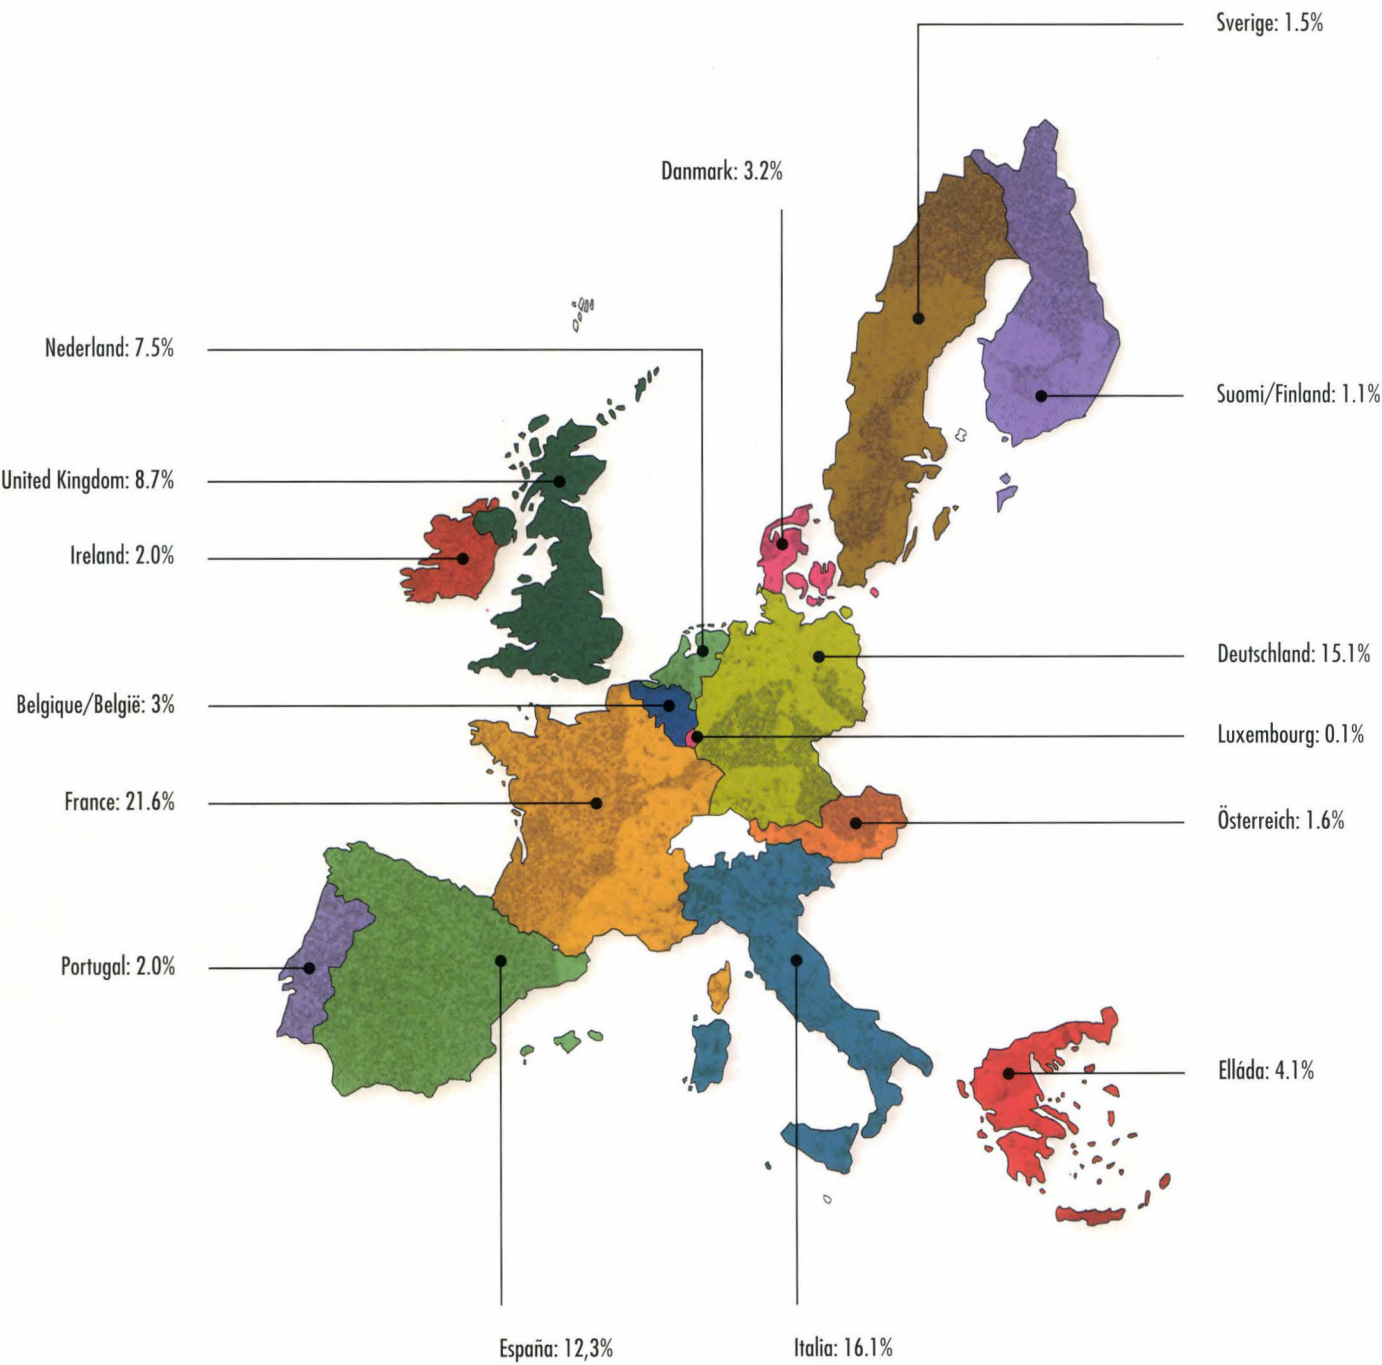 Sverige: 1.5%
Danmark: 3.2%
Nederland: 7.5%
Suomi/Finland: 1.1%
United Kingdom: 8.7%
Ireland: 2.0%
Deutschland: 15.1%
Belgique/België: 3%
Luxembourg: 0.1%
France: 21.6%
Österreich: 1.6%
Portugal: 2.0%
Elláda: 4.1%
España: 12,3%
Italia: 16.1%